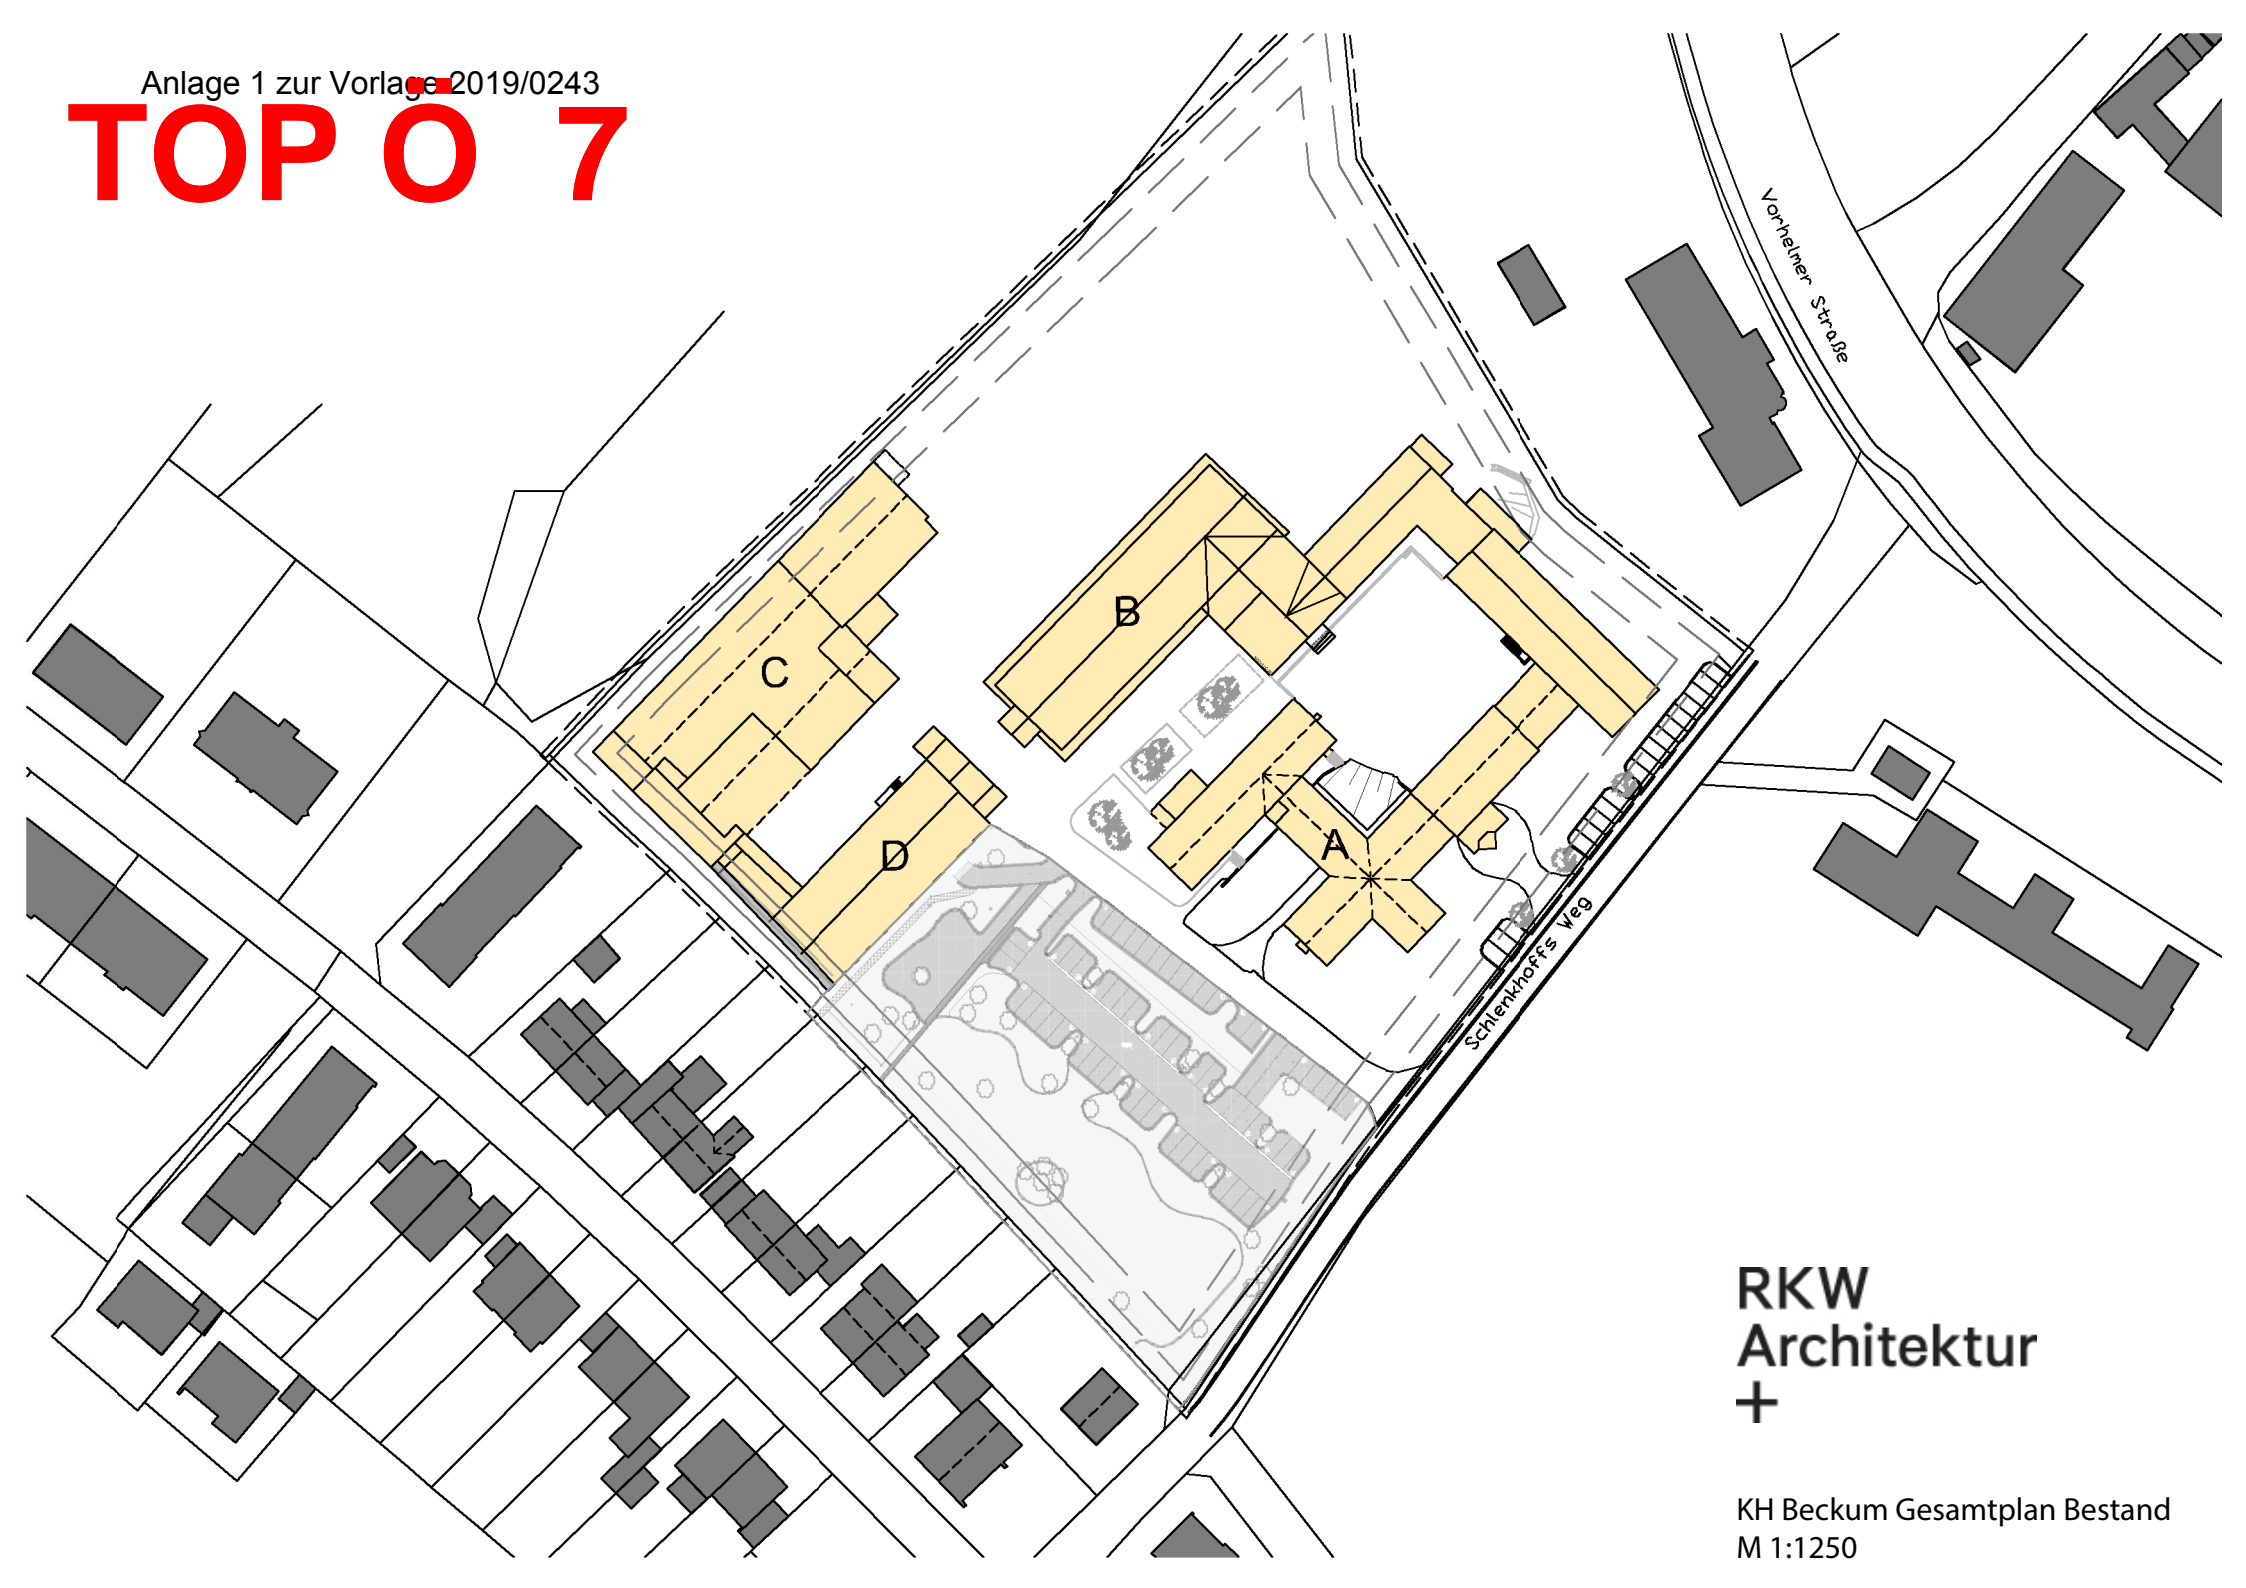 Anlage 1 zur Vorlage 2019/0243
TOP Ö 7
Vorhelmer Straße
B
C
A
D
Schlenkhoffs Weg
RKW
Architektur
+
KH Beckum Gesamtplan Bestand
M 1:1250